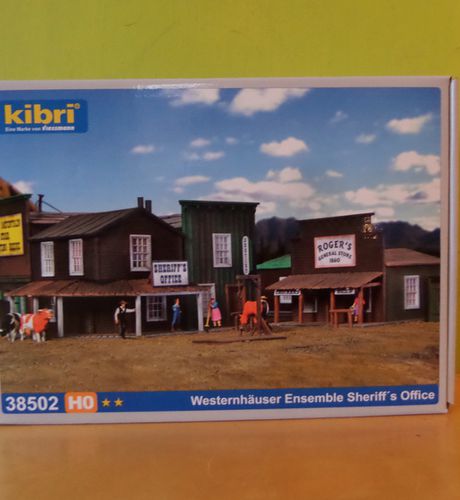 kibri
Eine Marke von Viessmann
SHERIFF'S
OFFICE
ROGER'S
GENERAL STORE
1860
38502 H0
Westernhäuser Ensemble Sheriff´s Office